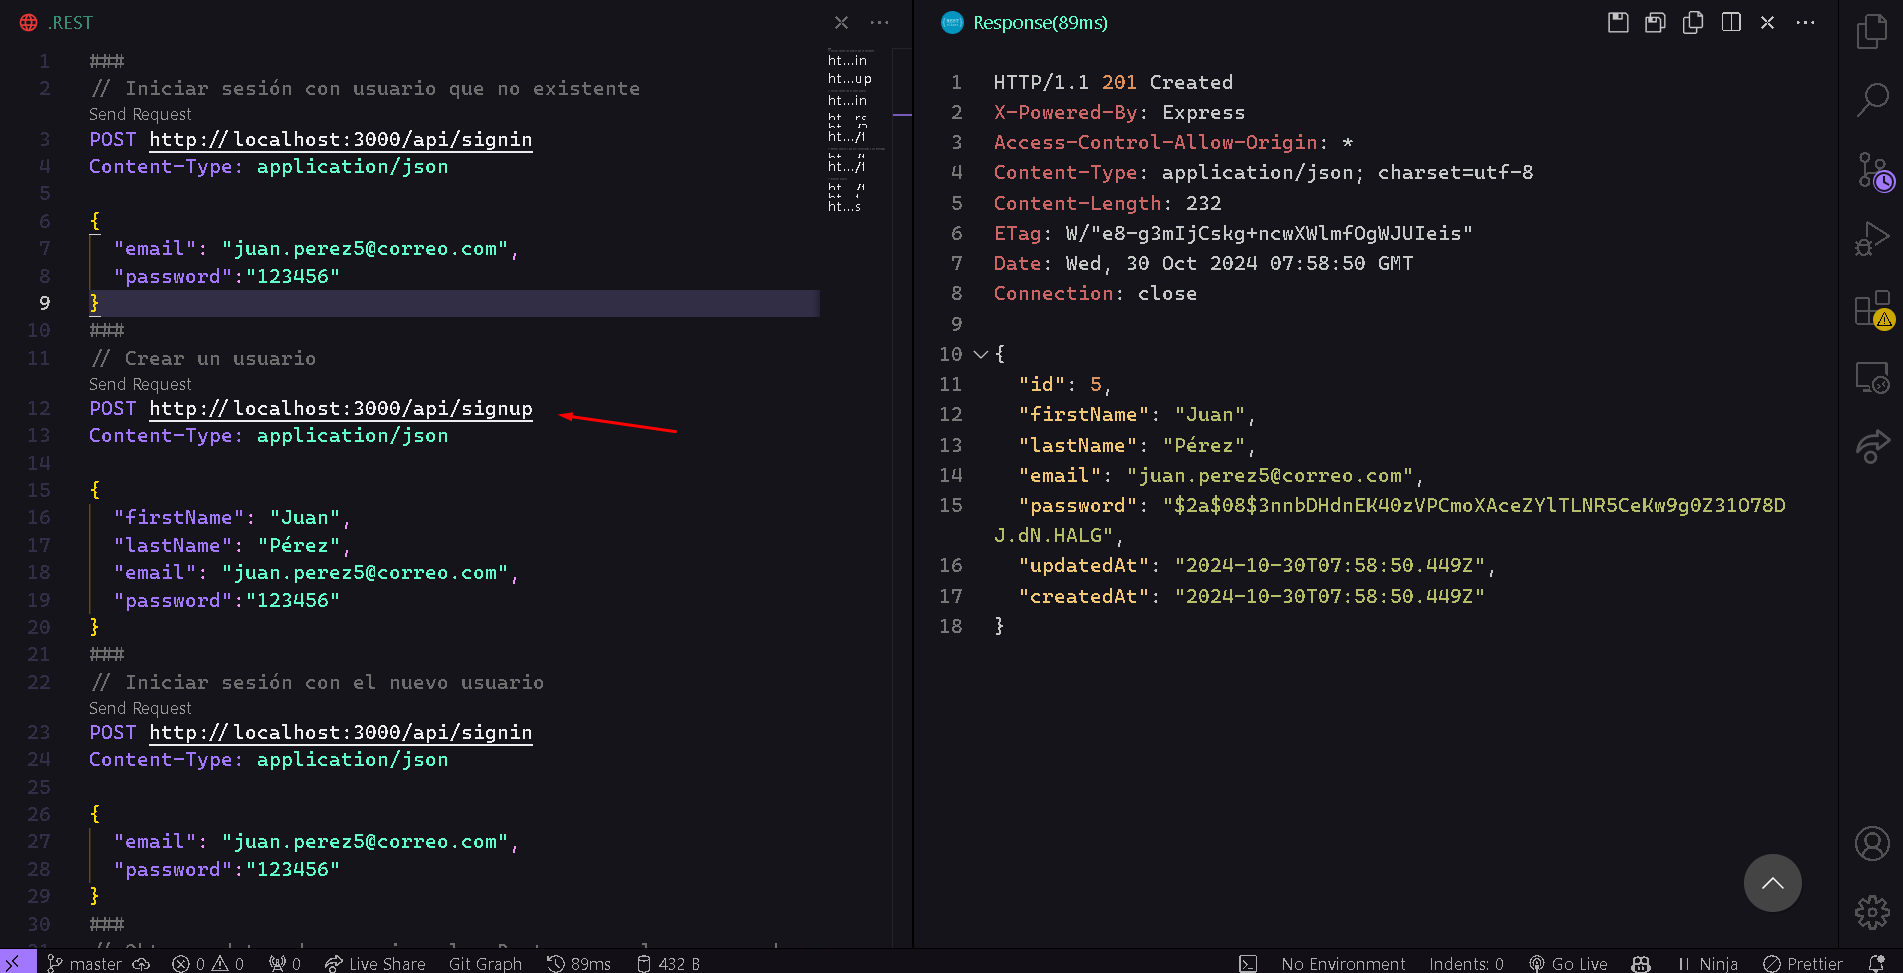 .REST
1 ###
2 // Iniciar sesión con usuario que no existente
Send Request
3 POST http://localhost:3000/api/signin
4 Content-Type: application/json
5
6 {
7 "email": "juan.perez5@correo.com",
8 "password":"123456"
9 }
10 ###
11 // Crear un usuario
Send Request
12 POST http://localhost:3000/api/signup
13 Content-Type: application/json
14
15 {
16 "firstName": "Juan",
17 "lastName": "Pérez",
18 "email": "juan.perez5@correo.com",
19 "password":"123456"
20 }
21 ###
22 // Iniciar sesión con el nuevo usuario
Send Request
23 POST http://localhost:3000/api/signin
24 Content-Type: application/json
25
26 {
27 "email": "juan.perez5@correo.com",
28 "password":"123456"
29 }
30 ###
ht...in
ht...up
ht...in
ht.../t
ht.../t
ht...s
Response(89ms)
1 HTTP/1.1 201 Created
2 X-Powered-By: Express
3 Access-Control-Allow-Origin: *
4 Content-Type: application/json; charset=utf-8
5 Content-Length: 232
6 ETag: W/"e8-g3mIjCskg+ncwXWlmfOgWJUIeis"
7 Date: Wed, 30 Oct 2024 07:58:50 GMT
8 Connection: close
9
10 {
11 "id": 5,
12 "firstName": "Juan",
13 "lastName": "Pérez",
14 "email": "juan.perez5@correo.com",
15 "password": "$2a$08$3nnbDHdnEK40zVPCmoXAceZYlTLNR5CeKw9g0Z31O78D
J.dN.HALG",
16 "updatedAt": "2024-10-30T07:58:50.449Z",
17 "createdAt": "2024-10-30T07:58:50.449Z"
18 }
master 0 0 0 Live Share Git Graph 89ms 432 B No Environment Indents: 0 Go Live Ninja Prettier